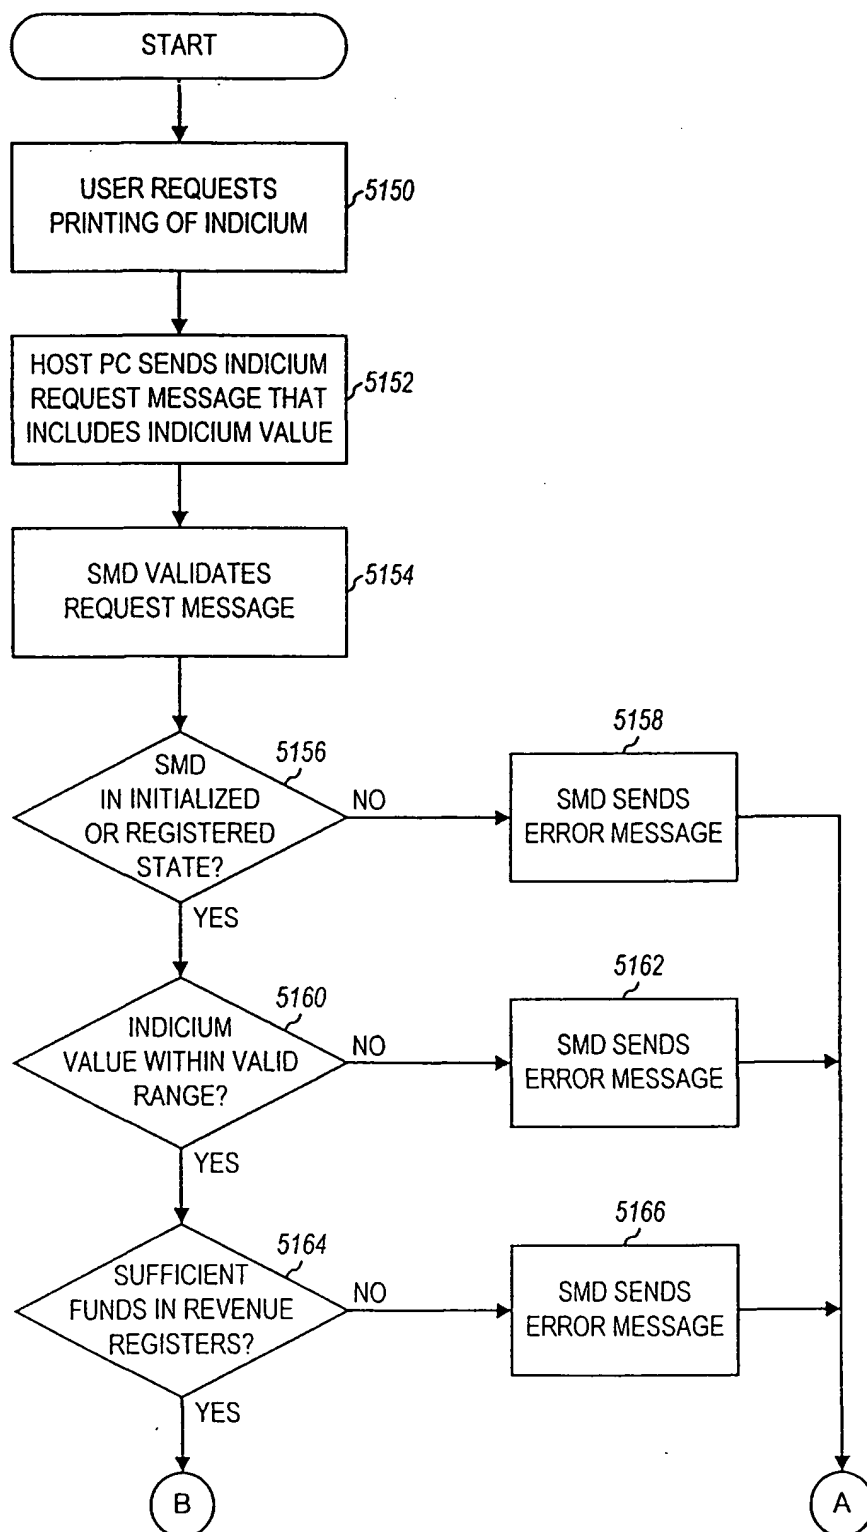 START
USER REQUESTS
PRINTING OF INDICIUM
5150
HOST PC SENDS INDICIUM
REQUEST MESSAGE THAT
INCLUDES INDICIUM VALUE
5152
SMD VALIDATES
REQUEST MESSAGE
5154
SMD
IN INITIALIZED
OR REGISTERED
STATE?
5156
NO
YES
5158
SMD SENDS
ERROR MESSAGE
INDICIUM
VALUE WITHIN VALID
RANGE?
5160
NO
YES
5162
SMD SENDS
ERROR MESSAGE
SUFFICIENT
FUNDS IN REVENUE
REGISTERS?
5164
NO
YES
5166
SMD SENDS
ERROR MESSAGE
B
A